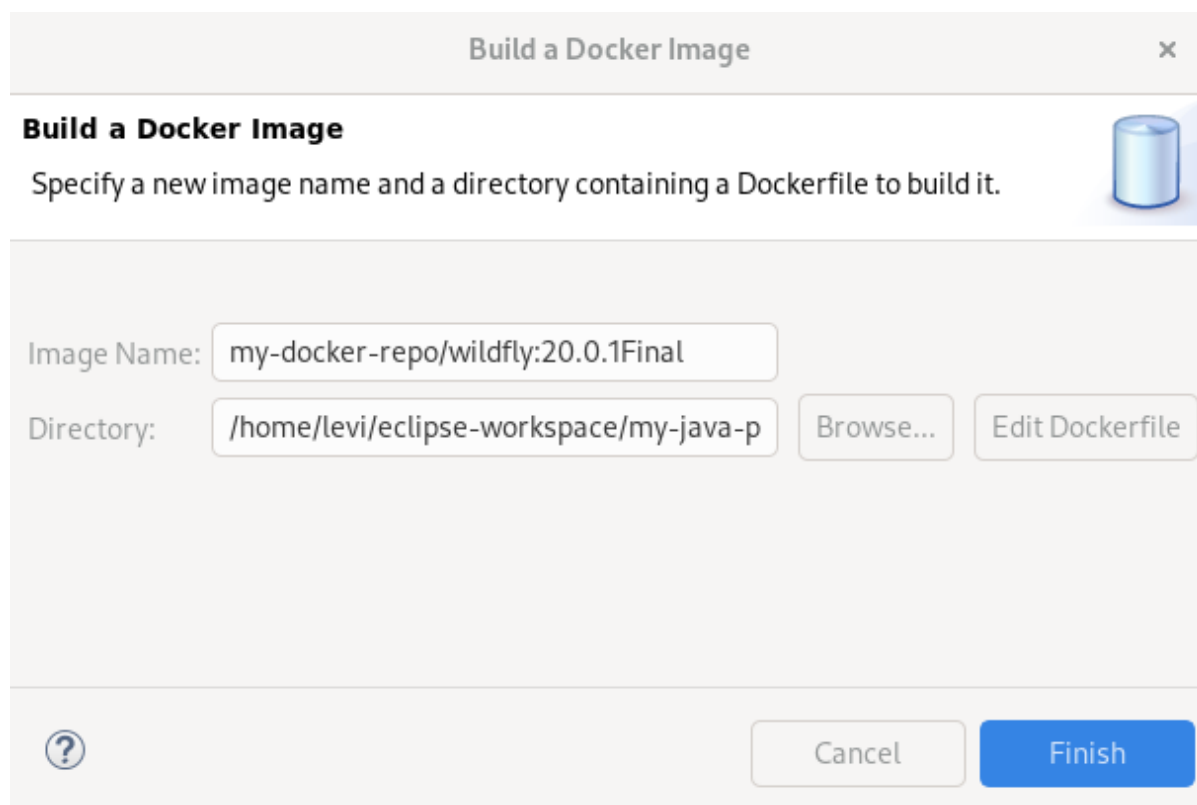 Build a Docker Image ×
Build a Docker Image
Specify a new image name and a directory containing a Dockerfile to build it.
Image Name: my-docker-repo/wildfly:20.0.1Final
Directory: /home/levi/eclipse-workspace/my-java-p Browse... Edit Dockerfile
? Cancel Finish